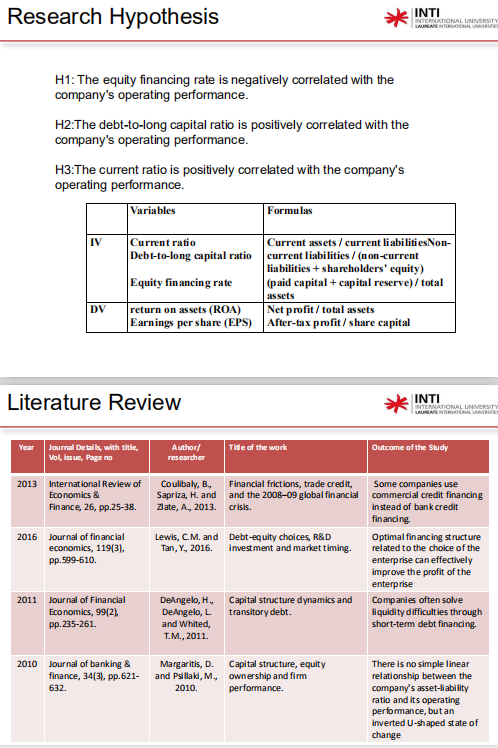 Research Hypothesis
INTI
INTERNATIONAL UNIVERSITY
LAUREATE INTERNATIONAL UNIVERSITIES
H1: The equity financing rate is negatively correlated with the
company's operating performance.
H2:The debt-to-long capital ratio is positively correlated with the
company's operating performance.
H3:The current ratio is positively correlated with the company's
operating performance.
Variables
Formulas
IV
Current ratio
Debt-to-long capital ratio
Equity financing rate
Current assets / current liabilitiesNon-
current liabilities / (non-current
liabilities + shareholders' equity)
(paid capital + capital reserve) / total
assets
DV
return on assets (ROA)
Earnings per share (EPS)
Net profit / total assets
After-tax profit / share capital
Literature Review
INTI
INTERNATIONAL UNIVERSITY
LAUREATE INTERNATIONAL UNIVERSITIES
Year
Journal Details, with title,
Vol, issue, Page no
Author/
researcher
Title of the work
Outcome of the Study
2013
International Review of
Economics &
Finance, 26, pp.25-38.
Coulibaly, B.,
Sapriza, H. and
Zlate, A., 2013.
Financial frictions, trade credit,
and the 2008–09 global financial
crisis.
Some companies use
commercial credit financing
instead of bank credit
financing.
2016
Journal of financial
economics, 119(3),
pp.599-610.
Lewis, C.M. and
Tan, Y., 2016.
Debt-equity choices, R&D
investment and market timing.
Optimal financing structure
related to the choice of the
enterprise can effectively
improve the profit of the
enterprise
2011
Journal of Financial
Economics, 99(2),
pp.235-261.
DeAngelo, H.,
DeAngelo, L.
and Whited,
T.M., 2011.
Capital structure dynamics and
transitory debt.
Companies often solve
liquidity difficulties through
short-term debt financing.
2010
Journal of banking &
finance, 34(3), pp.621-
632.
Margaritis, D.
and Psillaki, M.,
2010.
Capital structure, equity
ownership and firm
performance.
There is no simple linear
relationship between the
company's asset-liability
ratio and its operating
performance, but an
inverted U-shaped state of
change